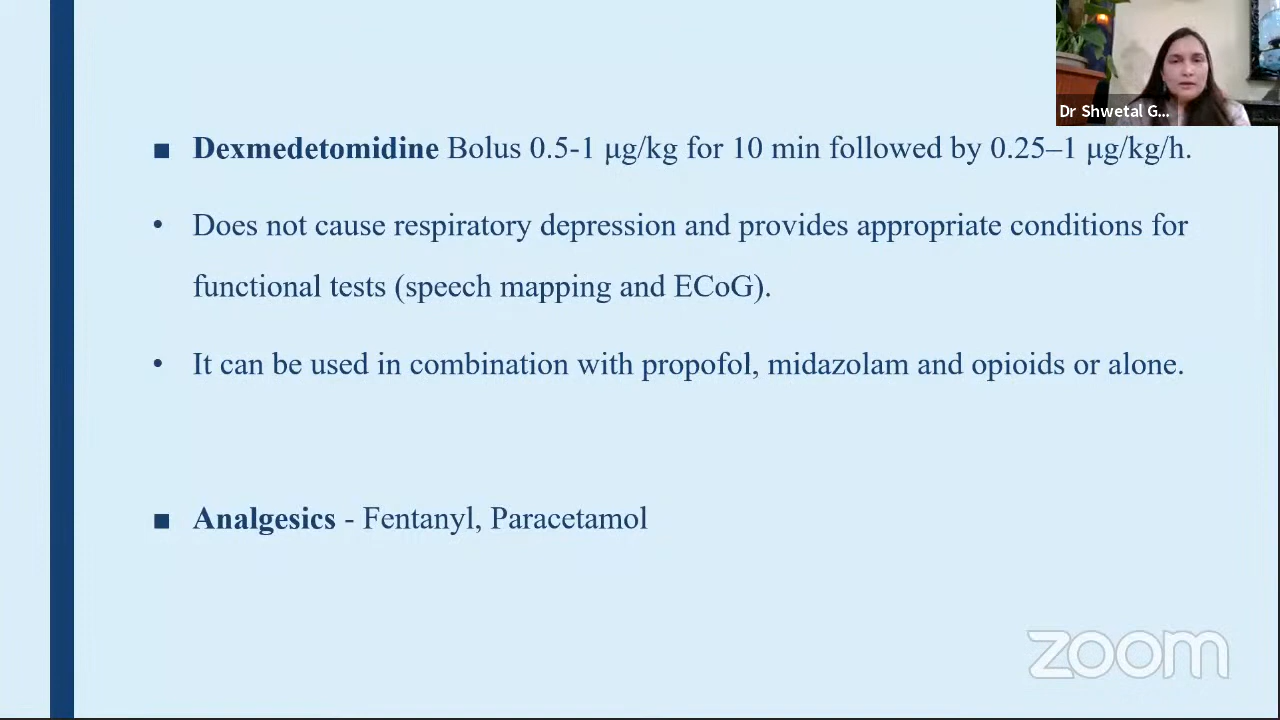 Dr Shwetal G...
■ Dexmedetomidine Bolus 0.5-1 μg/kg for 10 min followed by 0.25–1 μg/kg/h.
• Does not cause respiratory depression and provides appropriate conditions for
functional tests (speech mapping and ECoG).
• It can be used in combination with propofol, midazolam and opioids or alone.
■ Analgesics - Fentanyl, Paracetamol
zoom